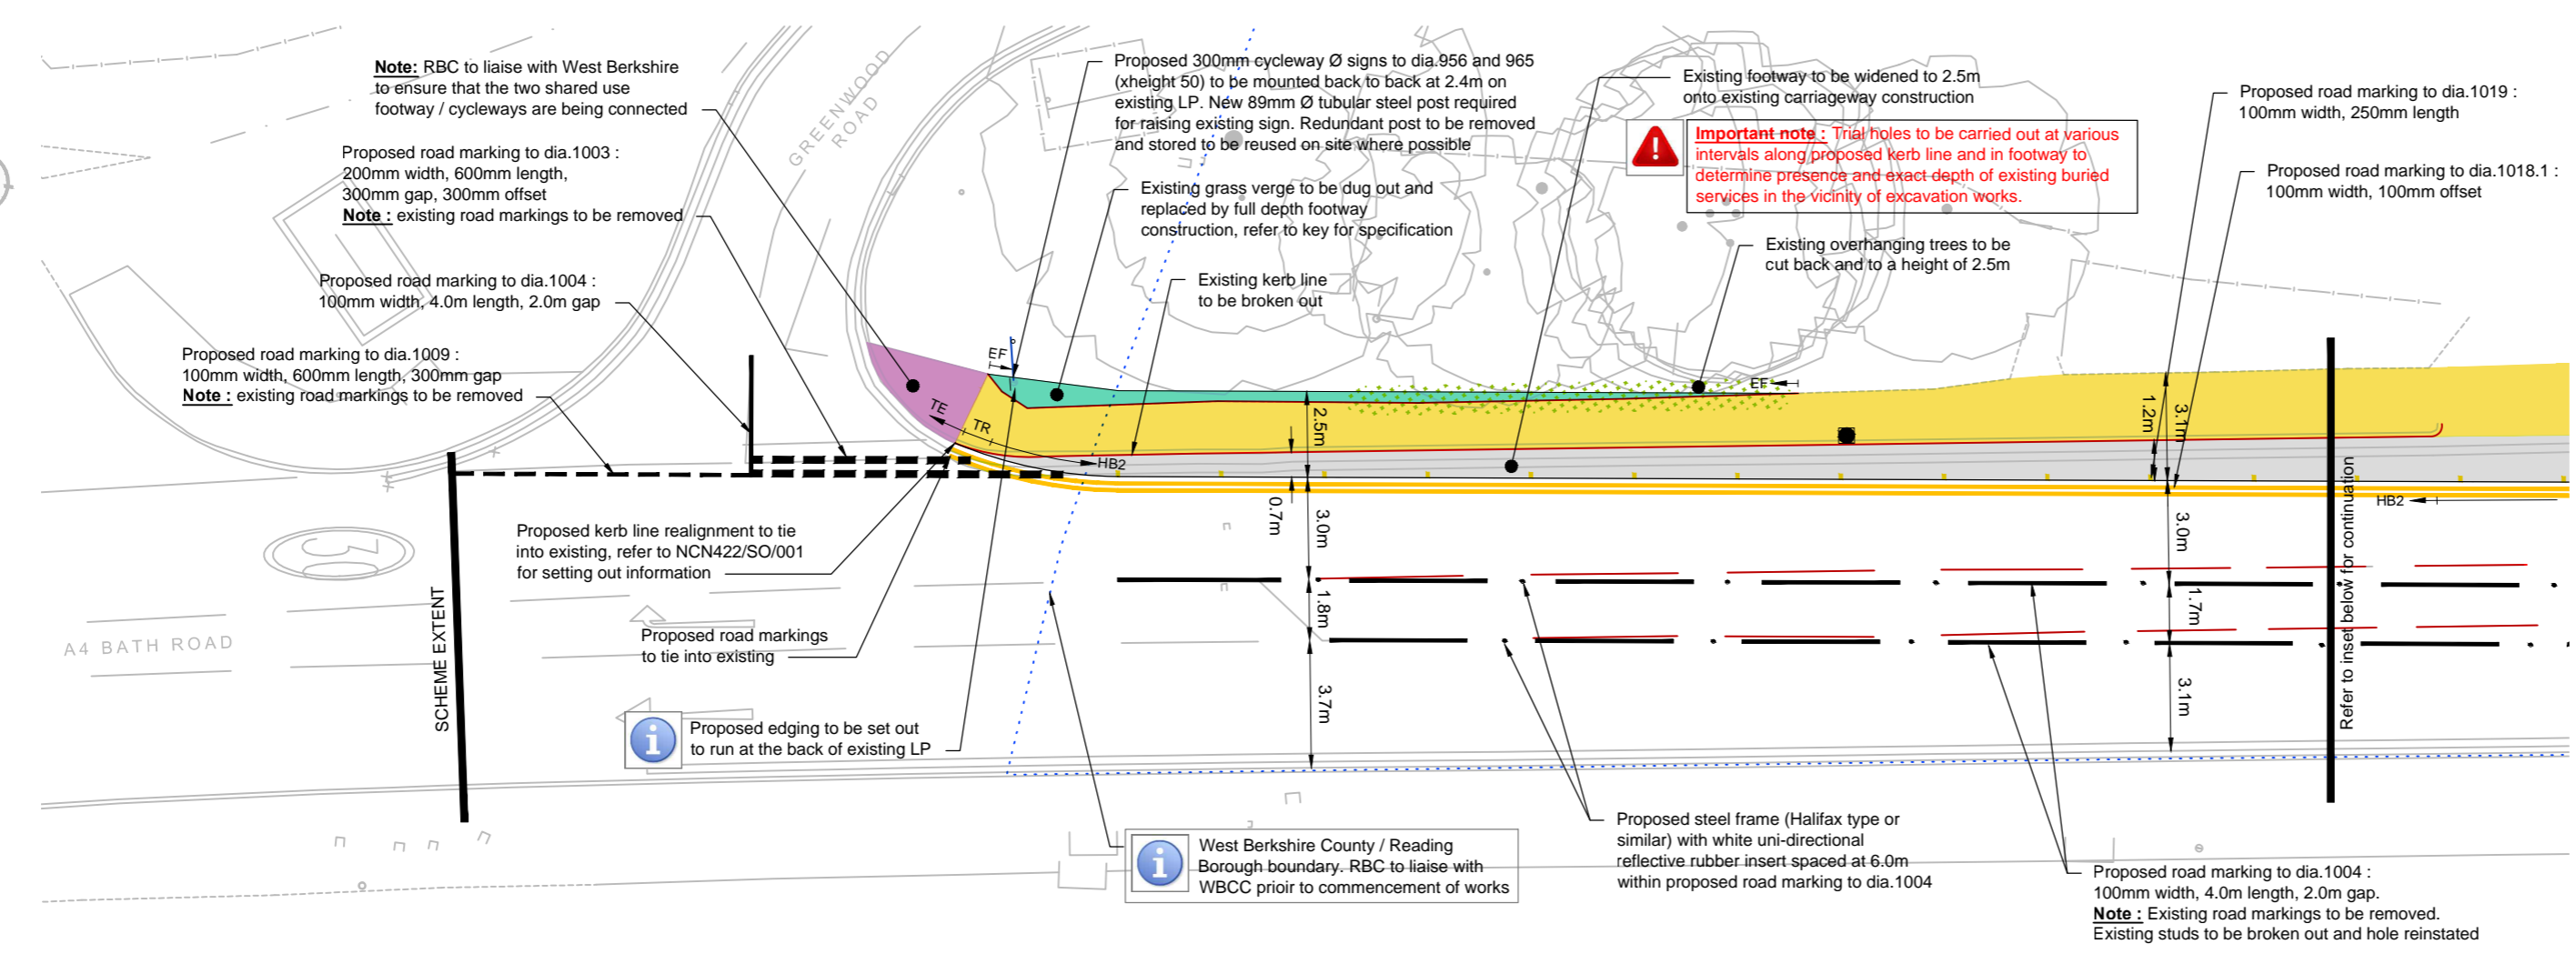 Note: RBC to liaise with West Berkshire
to ensure that the two shared use
footway / cycleways are being connected
Proposed road marking to dia.1003 :
200mm width, 600mm length,
300mm gap, 300mm offset
Note : existing road markings to be removed
Proposed road marking to dia.1004 :
100mm width, 4.0m length, 2.0m gap
Proposed road marking to dia.1009 :
100mm width, 600mm length, 300mm gap
Note : existing road markings to be removed
GREENWOOD
ROAD
Proposed 300mm cycleway Ø signs to dia.956 and 965
(xheight 50) to be mounted back to back at 2.4m on
existing LP. New 89mm Ø tubular steel post required
for raising existing sign. Redundant post to be removed
and stored to be reused on site where possible
Existing grass verge to be dug out and
replaced by full depth footway
construction, refer to key for specification
Existing kerb line
to be broken out
Existing footway to be widened to 2.5m
onto existing carriageway construction
Important note : Trial holes to be carried out at various
intervals along proposed kerb line and in footway to
determine presence and exact depth of existing buried
services in the vicinity of excavation works.
Existing overhanging trees to be
cut back and to a height of 2.5m
Proposed road marking to dia.1019 :
100mm width, 250mm length
Proposed road marking to dia.1018.1 :
100mm width, 100mm offset
EF
EF
TE
TR
HB2
HB2
2.5m
0.7m
3.0m
1.8m
3.7m
1.2m
3.1m
3.0m
1.7m
3.1m
Proposed kerb line realignment to tie
into existing, refer to NCN422/SO/001
for setting out information
Proposed road markings
to tie into existing
A4 BATH ROAD
SCHEME EXTENT
Proposed edging to be set out
to run at the back of existing LP
Refer to inset below for continuation
West Berkshire County / Reading
Borough boundary. RBC to liaise with
WBCC prioir to commencement of works
Proposed steel frame (Halifax type or
similar) with white uni-directional
reflective rubber insert spaced at 6.0m
within proposed road marking to dia.1004
Proposed road marking to dia.1004 :
100mm width, 4.0m length, 2.0m gap.
Note : Existing road markings to be removed.
Existing studs to be broken out and hole reinstated